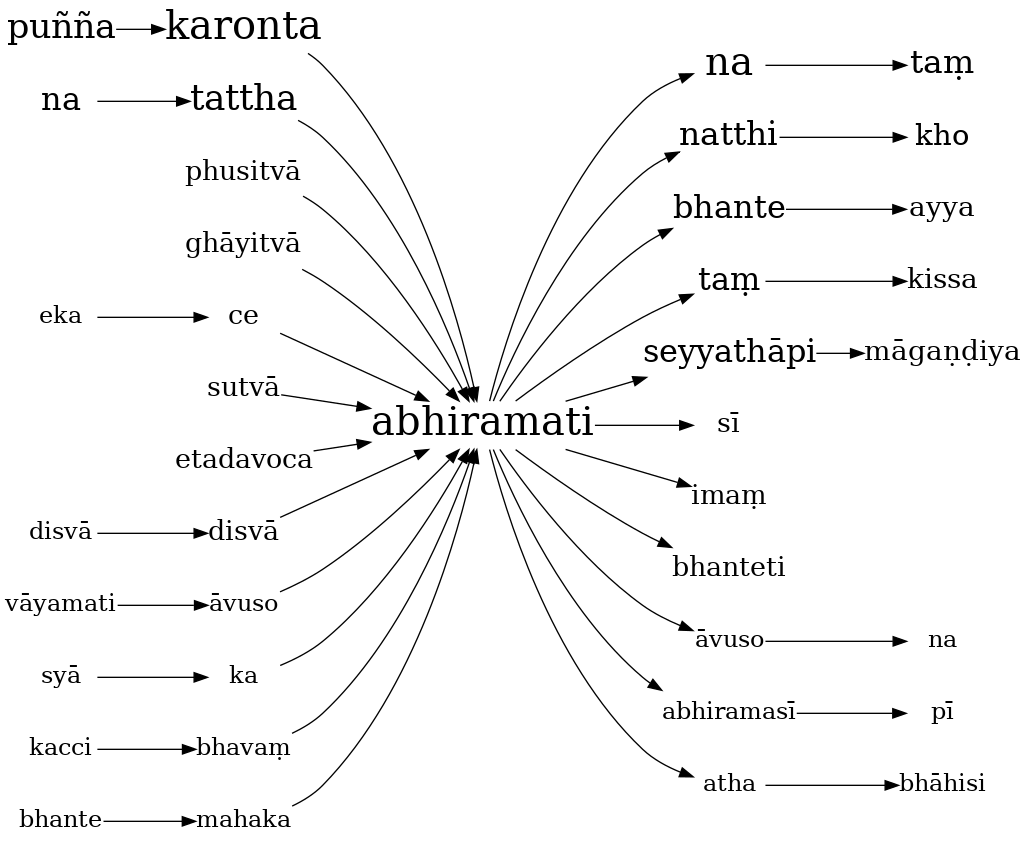 puñña karonta
na tattha
phusitvā
ghāyitvā
eka ce
sutvā
etadavoca
disvā disvā
vāyamati āvuso
syā ka
kacci bhavaṃ
bhante mahaka
abhiramati
na taṃ
natthi kho
bhante ayya
taṃ kissa
seyyathāpi māgaṇḍiya
sī
imaṃ
bhanteti
āvuso na
abhiramasī pī
atha bhāhisi